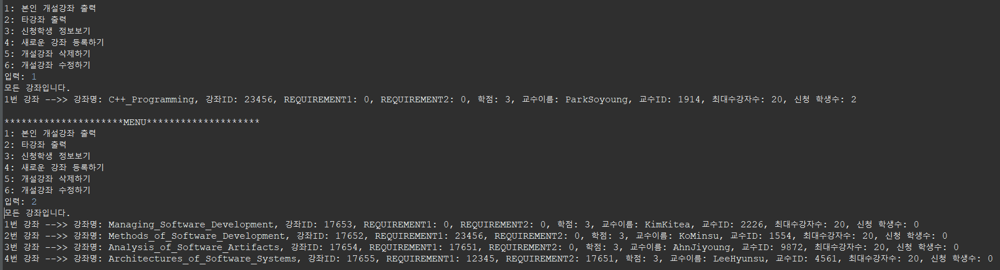 1: 본인 개설강좌 출력
2: 타강좌 출력
3: 신청학생 정보보기
4: 새로운 강좌 등록하기
5: 개설강좌 삭제하기
6: 개설강좌 수정하기
입력: 1
모든 강좌입니다.
1번 강좌 -->> 강좌명: C++_Programming, 강좌ID: 23456, REQUIREMENT1: 0, REQUIREMENT2: 0, 학점: 3, 교수이름: ParkSoyoung, 교수ID: 1914, 최대수강자수: 20, 신청 학생수: 2
*********************MENU********************
1: 본인 개설강좌 출력
2: 타강좌 출력
3: 신청학생 정보보기
4: 새로운 강좌 등록하기
5: 개설강좌 삭제하기
6: 개설강좌 수정하기
입력: 2
모든 강좌입니다.
1번 강좌 -->> 강좌명: Managing_Software_Development, 강좌ID: 17653, REQUIREMENT1: 0, REQUIREMENT2: 0, 학점: 3, 교수이름: KimKitea, 교수ID: 2226, 최대수강자수: 20, 신청 학생수: 0
2번 강좌 -->> 강좌명: Methods_of_Software_Development, 강좌ID: 17652, REQUIREMENT1: 23456, REQUIREMENT2: 0, 학점: 3, 교수이름: KoMinsu, 교수ID: 1554, 최대수강자수: 20, 신청 학생수: 0
3번 강좌 -->> 강좌명: Analysis_of_Software_Artifacts, 강좌ID: 17654, REQUIREMENT1: 17651, REQUIREMENT2: 0, 학점: 3, 교수이름: AhnJiyoung, 교수ID: 9872, 최대수강자수: 20, 신청 학생수: 0
4번 강좌 -->> 강좌명: Architectures_of_Software_Systems, 강좌ID: 17655, REQUIREMENT1: 12345, REQUIREMENT2: 17651, 학점: 3, 교수이름: LeeHyunsu, 교수ID: 4561, 최대수강자수: 20, 신청 학생수: 0